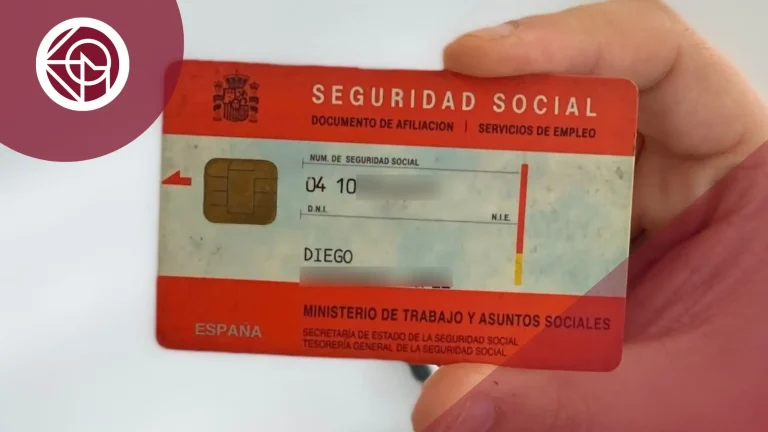 SEGURIDAD SOCIAL
DOCUMENTO DE AFILIACION | SERVICIOS DE EMPLEO
NUM. DE SEGURIDAD SOCIAL
04 10
D.N.I. N.I.E.
DIEGO
MINISTERIO DE TRABAJO Y ASUNTOS SOCIALES
ESPAÑA
SECRETARÍA DE ESTADO DE LA SEGURIDAD SOCIAL
TESORERÍA GENERAL DE LA SEGURIDAD SOCIAL